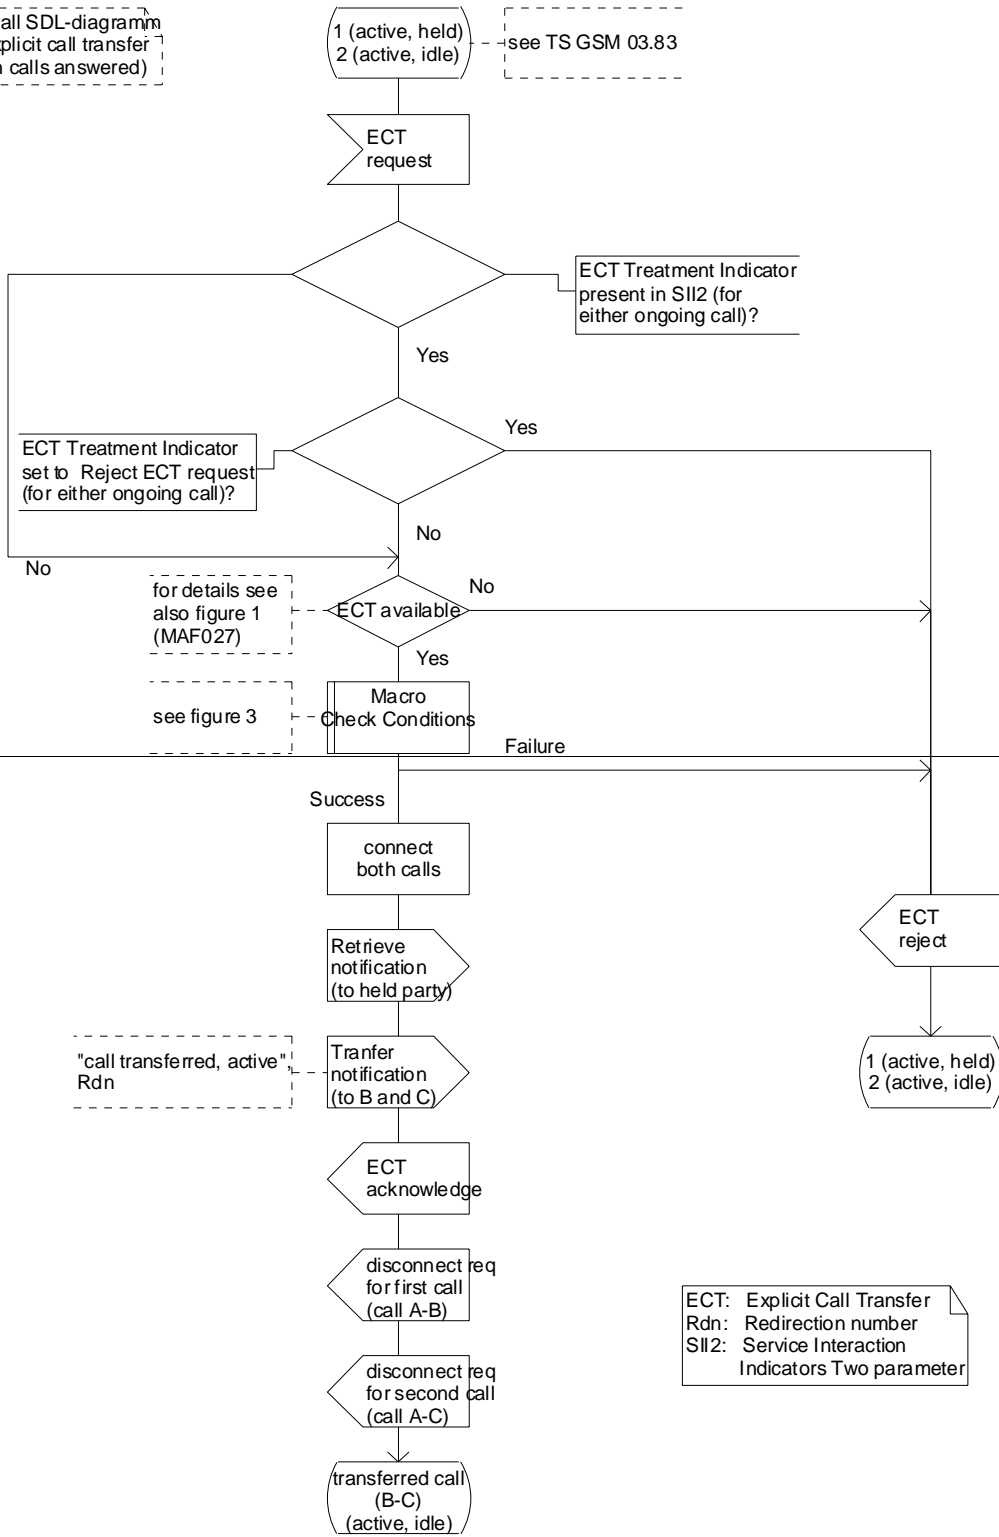 all SDL-diagramm
xplicit call transfer
n calls answered)
1 (active, held)
2 (active, idle)
see TS GSM 03.83
ECT
request
ECT Treatment Indicator
present in SII2 (for
either ongoing call)?
Yes
ECT Treatment Indicator
set to Reject ECT request
(for either ongoing call)?
Yes
No
No
for details see
also figure 1
(MAF027)
ECT available
No
Yes
see figure 3
Macro
Check Conditions
Failure
Success
connect
both calls
Retrieve
notification
(to held party)
ECT
reject
"call transferred, active",
Rdn
Tranfer
notification
(to B and C)
1 (active, held)
2 (active, idle)
ECT
acknowledge
disconnect req
for first call
(call A-B)
ECT: Explicit Call Transfer
Rdn: Redirection number
SII2: Service Interaction
Indicators Two parameter
disconnect req
for second call
(call A-C)
transferred call
(B-C)
(active, idle)